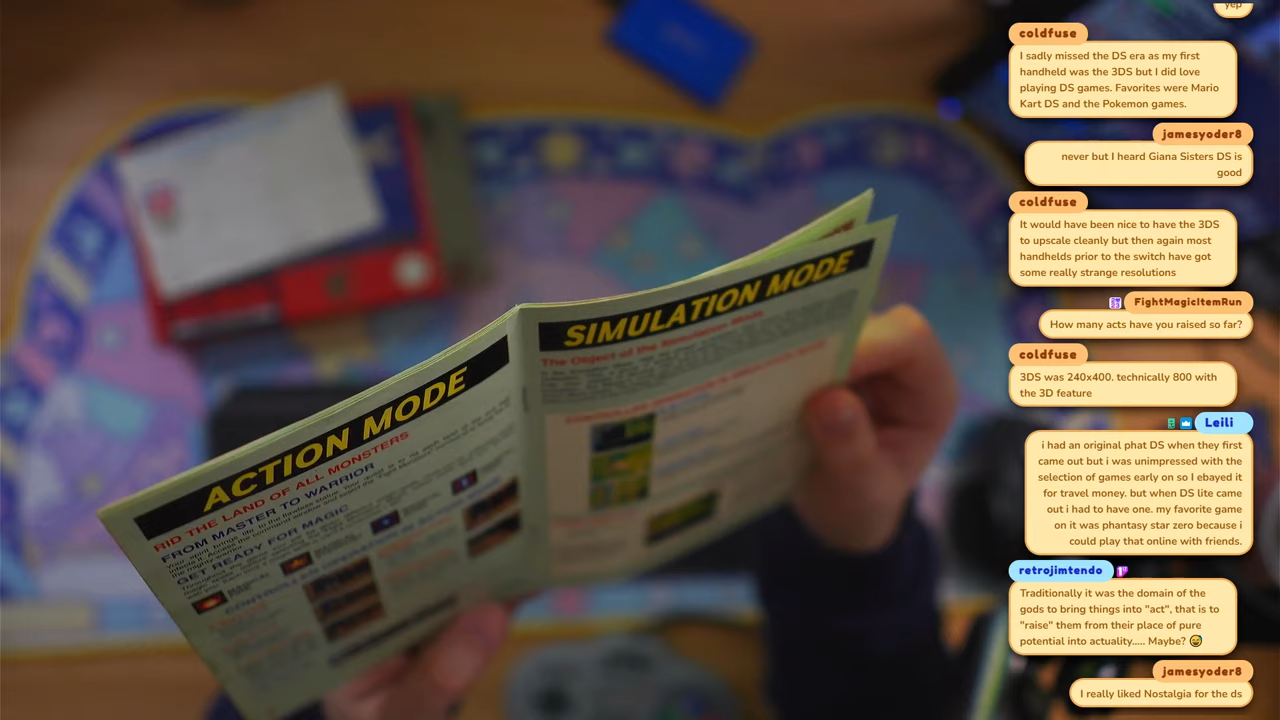 ACTION MODE
RID THE LAND OF ALL MONSTERS
FROM MASTER TO WARRIOR
GET READY FOR MAGIC
SIMULATION MODE
The Object of the Simulation Mode
yep
coldfuse
I sadly missed the DS era as my first
handheld was the 3DS but I did love
playing DS games. Favorites were Mario
Kart DS and the Pokemon games.
jamesyoder8
never but I heard Giana Sisters DS is
good
coldfuse
It would have been nice to have the 3DS
to upscale cleanly but then again most
handhelds prior to the switch have got
some really strange resolutions
FightMagicItemRun
How many acts have you raised so far?
coldfuse
3DS was 240x400. technically 800 with
the 3D feature
Leili
i had an original phat DS when they first
came out but i was unimpressed with the
selection of games early on so I ebayed it
for travel money. but when DS lite came
out i had to have one. my favorite game
on it was phantasy star zero because i
could play that online with friends.
retrojimtendo
Traditionally it was the domain of the
gods to bring things into "act", that is to
"raise" them from their place of pure
potential into actuality..... Maybe? 😅
jamesyoder8
I really liked Nostalgia for the ds